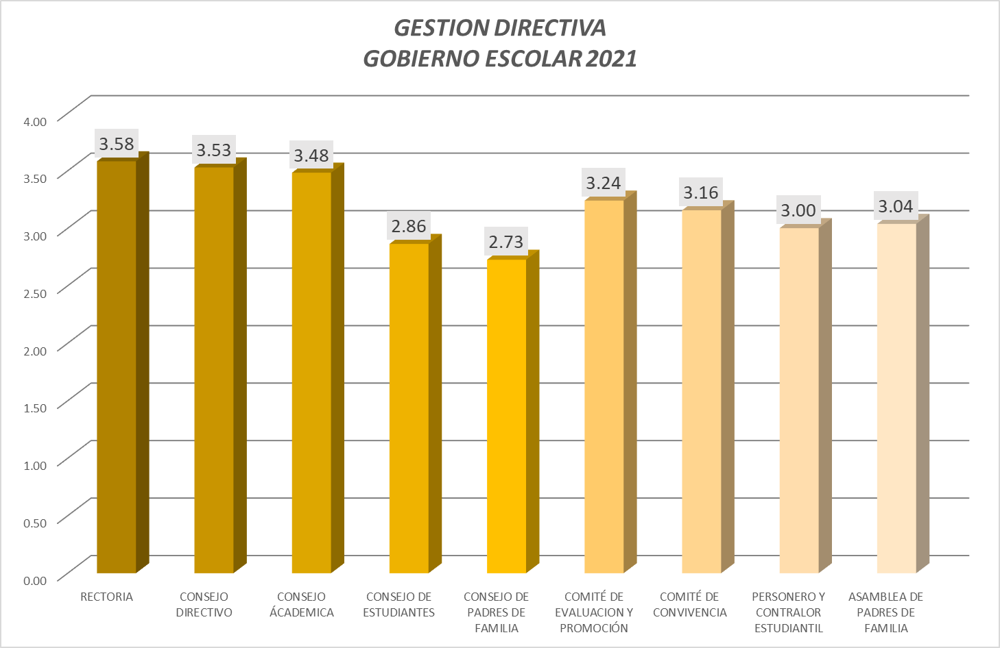 GESTION DIRECTIVA
GOBIERNO ESCOLAR 2021
4.00
3.50
3.00
2.50
2.00
1.50
1.00
0.50
0.00
3.58
3.53
3.48
2.86
2.73
3.24
3.16
3.00
3.04
RECTORIA
CONSEJO
DIRECTIVO
CONSEJO
ÁCADEMICA
CONSEJO DE
ESTUDIANTES
CONSEJO DE
PADRES DE
FAMILIA
COMITÉ DE
EVALUACION Y
PROMOCIÓN
COMITÉ DE
CONVIVENCIA
PERSONERO Y
CONTRALOR
ESTUDIANTIL
ASAMBLEA DE
PADRES DE
FAMILIA